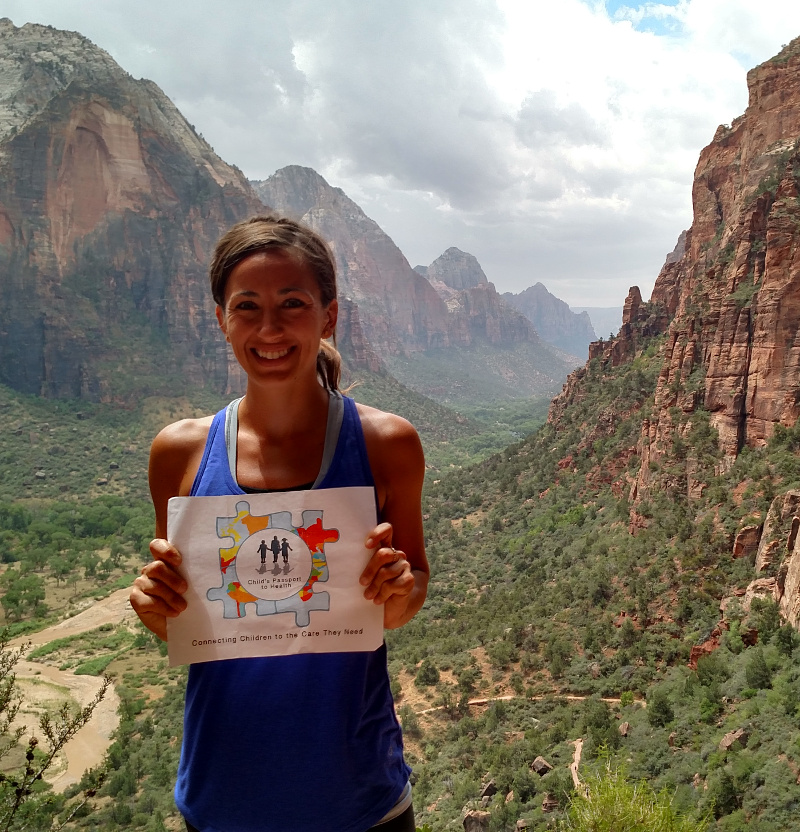 Child's Passport
to Health
Connecting Children to the Care They Need